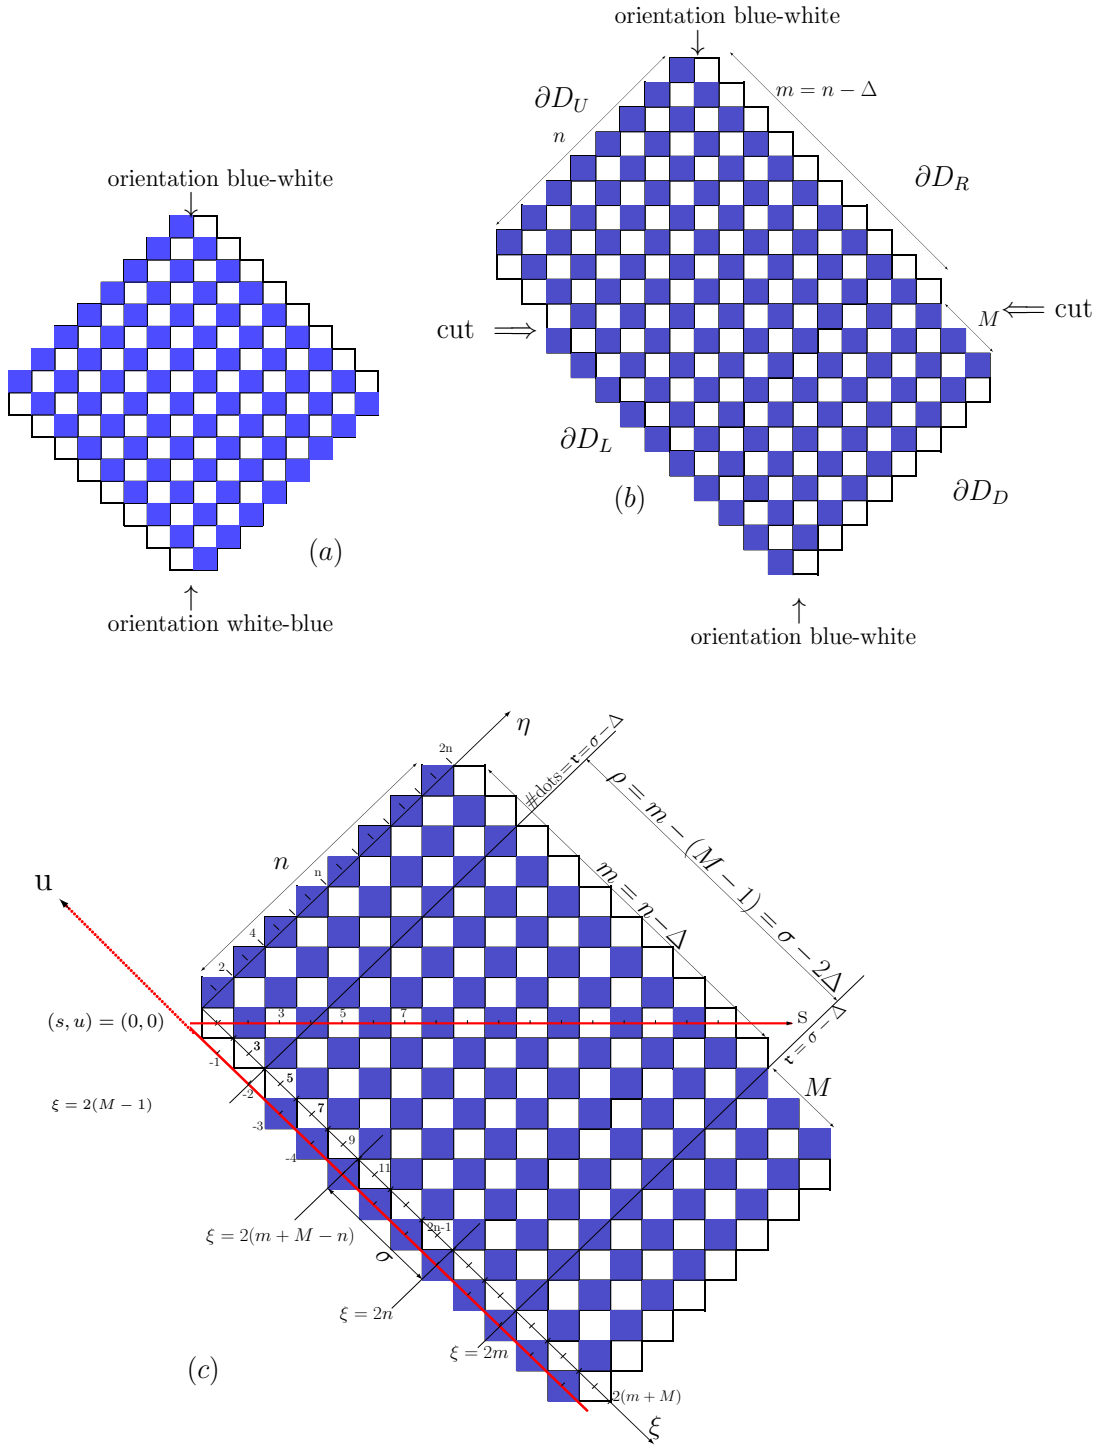 orientation blue-white
∂D_U
m = n − Δ
n
∂D_R
orientation blue-white
M
cut
cut
∂D_L
∂D_D
(b)
(a)
orientation white-blue
orientation blue-white
η
2n
#dots = 𝐫 = σ − Δ
ρ = m − (M − 1) = σ − 2Δ
n
n
m = n − Δ
u
4
2
(s, u) = (0, 0)
3
5
7
s
𝐫 = σ − Δ
-1
3
M
-2
5
ξ = 2(M − 1)
-3
7
-4
9
11
ξ = 2(m + M − n)
2n-1
σ
ξ = 2n
ξ = 2m
(c)
2(m + M)
ξ